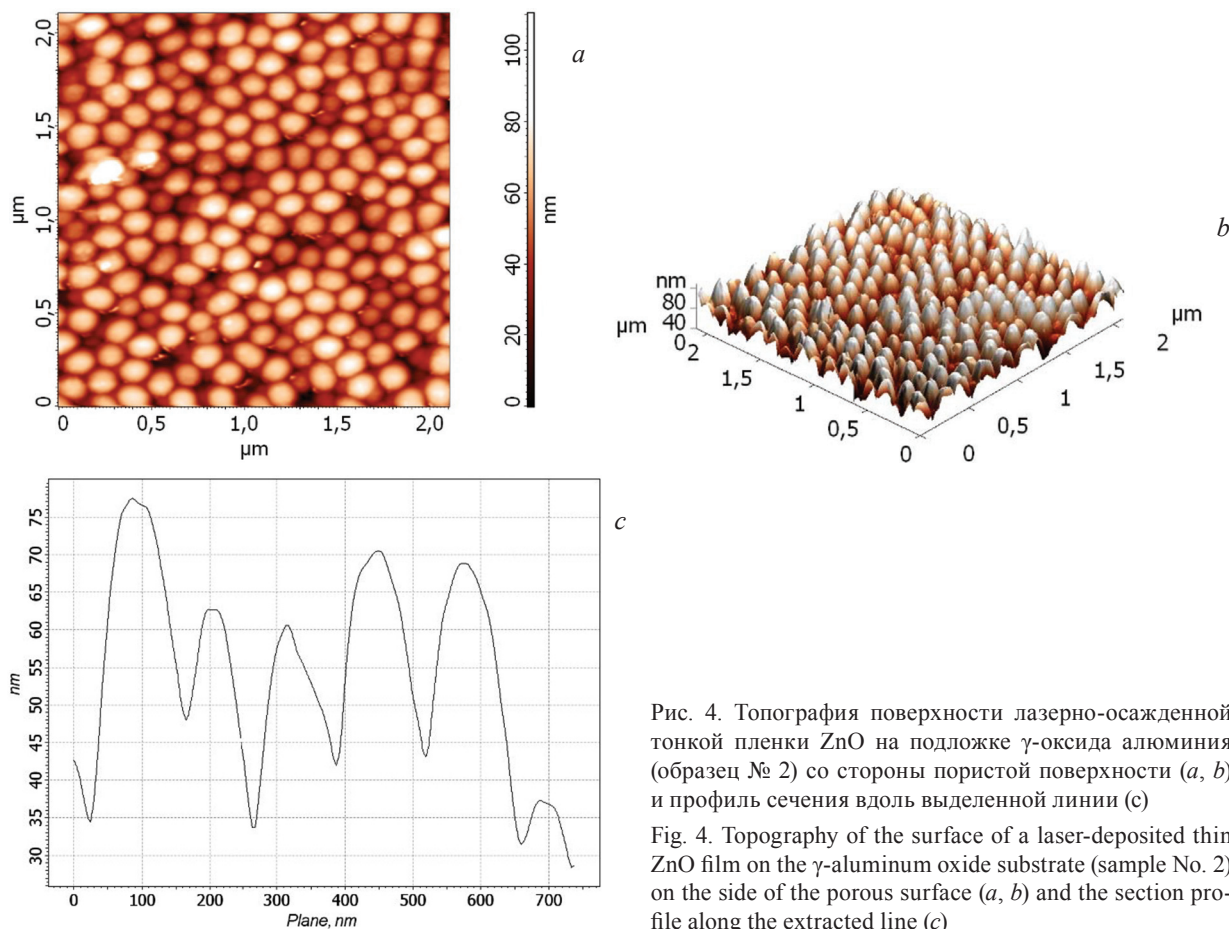 2,0
1,5
1,0
0,5
0
µm
0 0,5 1,0 1,5 2,0
µm
100
80
60
40
20
0
nm
a
b
nm
80
40
0
µm
2
1,5
1
0,5
0
0
0,5
1
1,5
2
µm
c
75
70
65
60
55
50
45
40
35
30
nm
0 100 200 300 400 500 600 700
Plane, nm
Рис. 4. Топография поверхности лазерно-осажденной
тонкой пленки ZnO на подложке γ-оксида алюминия
(образец № 2) со стороны пористой поверхности (a, b)
и профиль сечения вдоль выделенной линии (c)
Fig. 4. Topography of the surface of a laser-deposited thin
ZnO film on the γ-aluminum oxide substrate (sample No. 2)
on the side of the porous surface (a, b) and the section pro-
file along the extracted line (c)